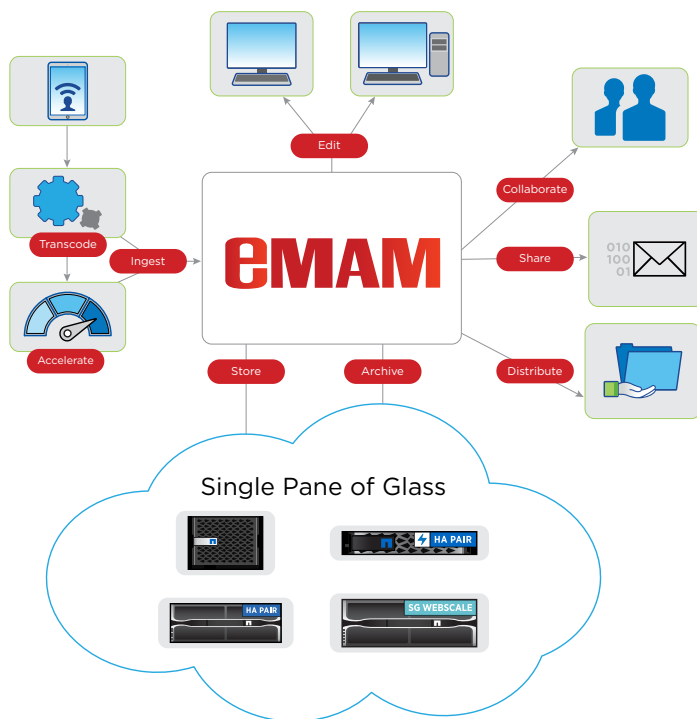 Edit
Collaborate
Transcode
Ingest
eMAM
Share
010
100
01
Accelerate
Store
Archive
Distribute
Single Pane of Glass
HA PAIR
HA PAIR
SG WEBSCALE